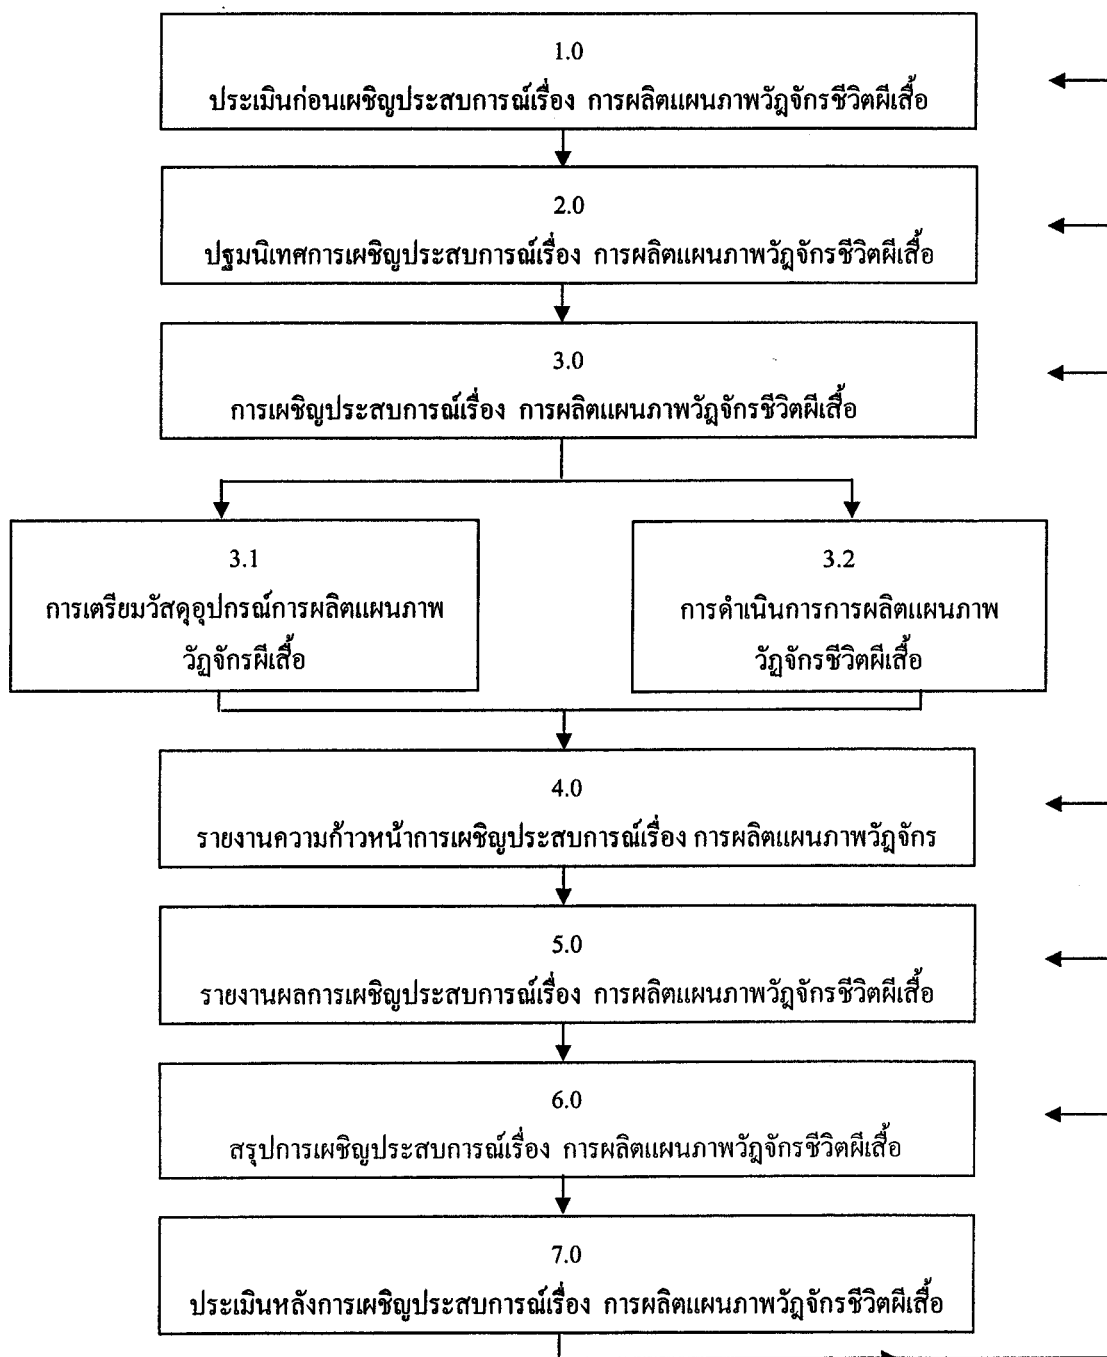 1.0
ประเมินก่อนเผชิญประสบการณ์เรื่อง การผลิตแผนภาพวัฎจักรชีวิตผีเสื้อ
2.0
ปฐมนิเทศการเผชิญประสบการณ์เรื่อง การผลิตแผนภาพวัฎจักรชีวิตผีเสื้อ
3.0
การเผชิญประสบการณ์เรื่อง การผลิตแผนภาพวัฎจักรชีวิตผีเสื้อ
3.1
การเตรียมวัสดุอุปกรณ์การผลิตแผนภาพ
วัฏจักรผีเสื้อ
3.2
การดำเนินการการผลิตแผนภาพ
วัฏจักรชีวิตผีเสื้อ
4.0
รายงานความก้าวหน้าการเผชิญประสบการณ์เรื่อง การผลิตแผนภาพวัฎจักร
5.0
รายงานผลการเผชิญประสบการณ์เรื่อง การผลิตแผนภาพวัฎจักรชีวิตผีเสื้อ
6.0
สรุปการเผชิญประสบการณ์เรื่อง การผลิตแผนภาพวัฎจักรชีวิตผีเสื้อ
7.0
ประเมินหลังการเผชิญประสบการณ์เรื่อง การผลิตแผนภาพวัฎจักรชีวิตผีเสื้อ